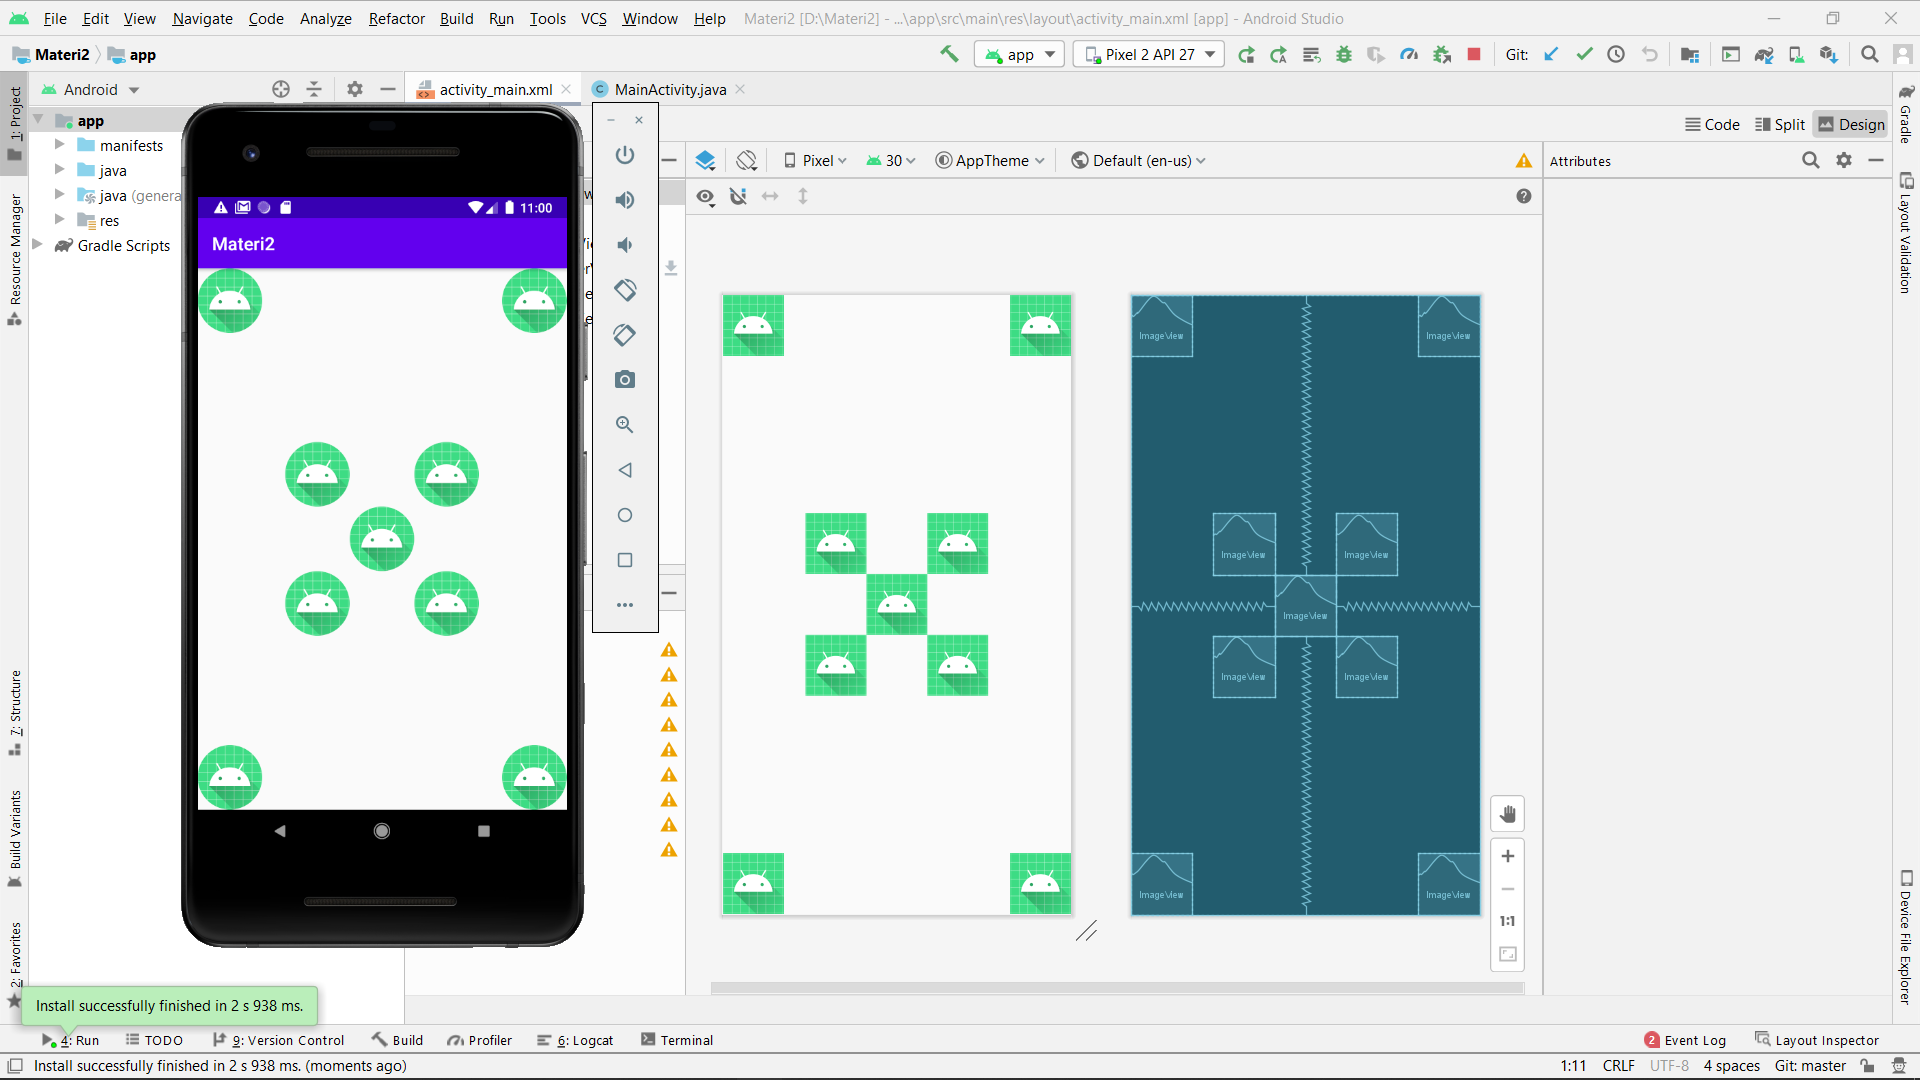 File Edit View Navigate Code Analyze Refactor Build Run Tools VCS Window Help Materi2 [D:\Materi2] - ...\app\src\main\res\layout\activity_main.xml [app] - Android Studio
Materi2 app app Pixel 2 API 27 Git:
Android activity_main.xml MainActivity.java
1: Project
Resource Manager
7: Structure
Build Variants
2: Favorites
app
manifests
java
java (genera
res
Gradle Scripts
11:00
Materi2
Code Split Design
Pixel 30 AppTheme Default (en-us)
Attributes
ImageView ImageView
ImageView ImageView
ImageView
ImageView ImageView
ImageView ImageView
1:1
Gradle
Layout Validation
Device File Explorer
Install successfully finished in 2 s 938 ms.
4: Run TODO 9: Version Control Build Profiler 6: Logcat Terminal 2 Event Log Layout Inspector
Install successfully finished in 2 s 938 ms. (moments ago) 1:11 CRLF UTF-8 4 spaces Git: master